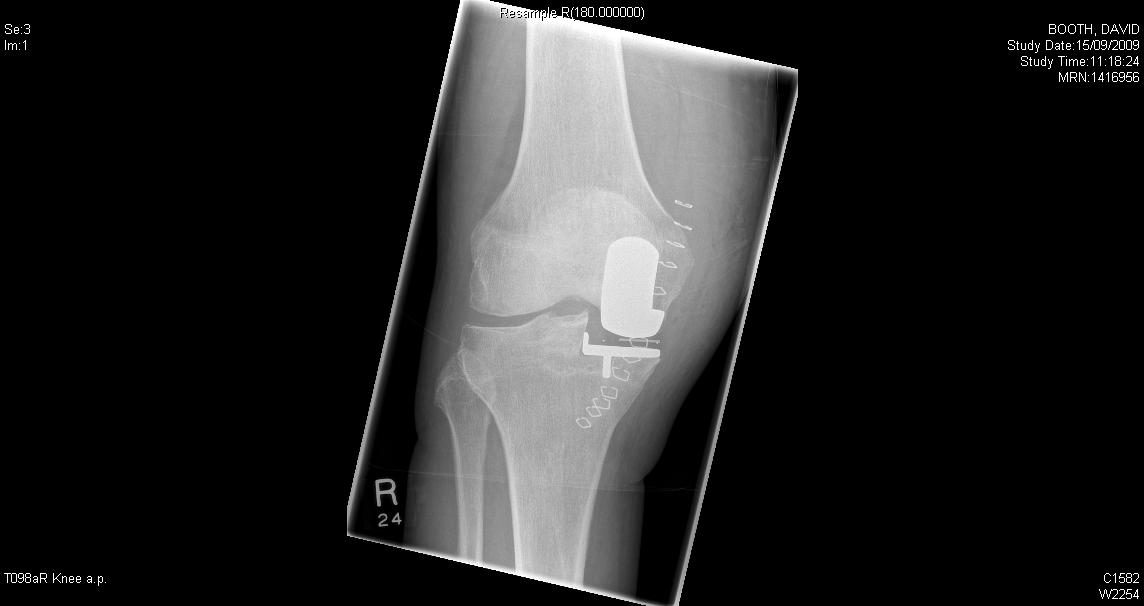 Resample R(180.000000)
Se:3
Im:1
BOOTH, DAVID
Study Date:15/09/2009
Study Time:11:18:24
MRN:1416956
R
24
T098aR Knee a.p.
C1582
W2254